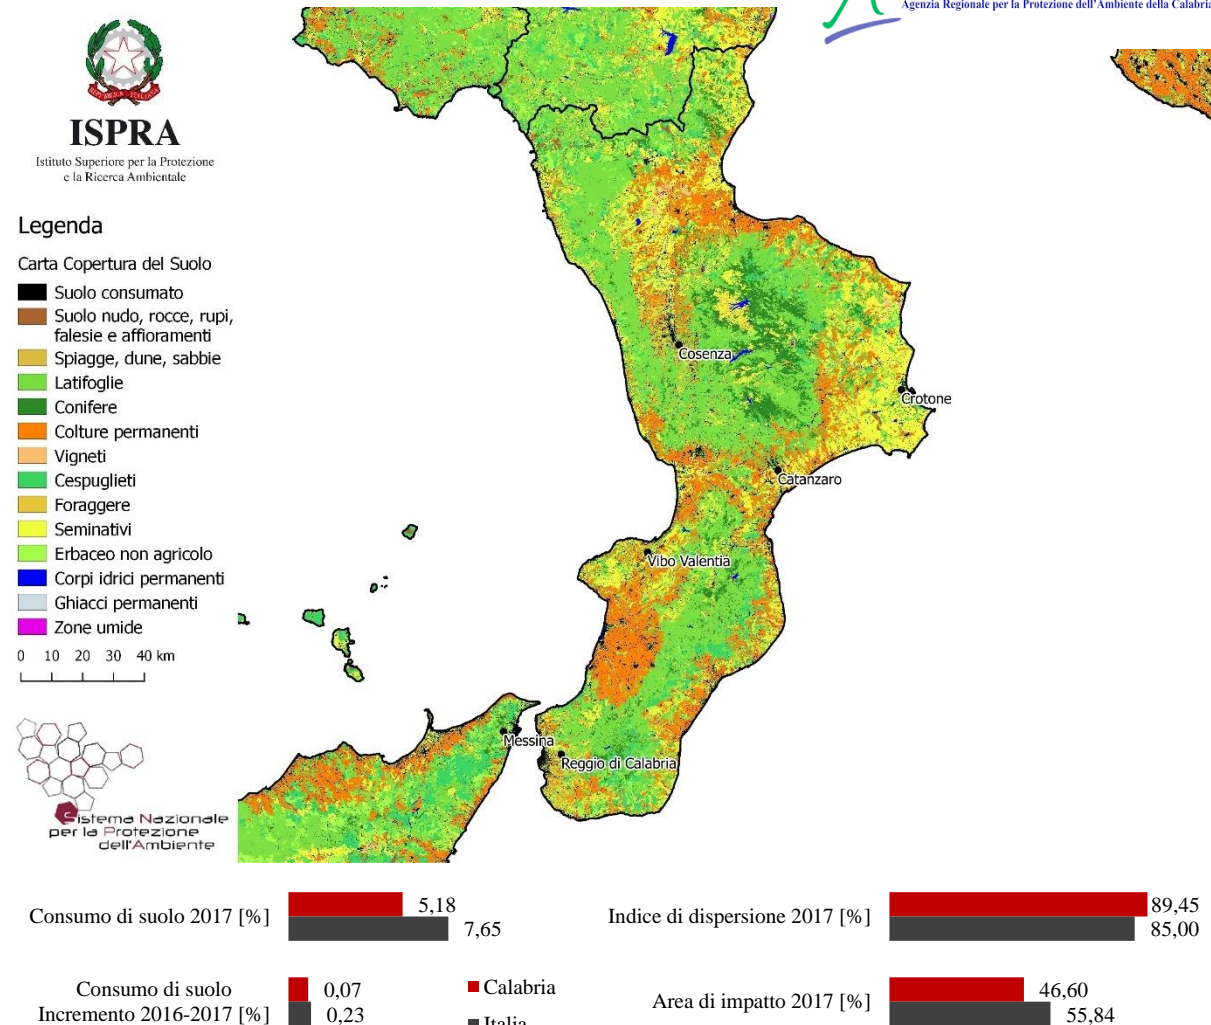 Agenzia Regionale per la Protezione dell'Ambiente della Calabria
ISPRA
Istituto Superiore per la Protezione
e la Ricerca Ambientale
Legenda
Carta Copertura del Suolo
Suolo consumato
Suolo nudo, rocce, rupi,
falesie e affioramenti
Spiagge, dune, sabbie
Latifoglie
Conifere
Colture permanenti
Vigneti
Cespuglieti
Foraggere
Seminativi
Erbaceo non agricolo
Corpi idrici permanenti
Ghiacci permanenti
Zone umide
0 10 20 30 40 km
Cosenza
Crotone
Catanzaro
Vibo Valentia
Messina
Reggio di Calabria
Sistema Nazionale
per la Protezione
dell'Ambiente
Consumo di suolo 2017 [%]
5,18
7,65
Indice di dispersione 2017 [%]
89,45
85,00
Consumo di suolo
Incremento 2016-2017 [%]
0,07
0,23
Calabria
Italia
Area di impatto 2017 [%]
46,60
55,84